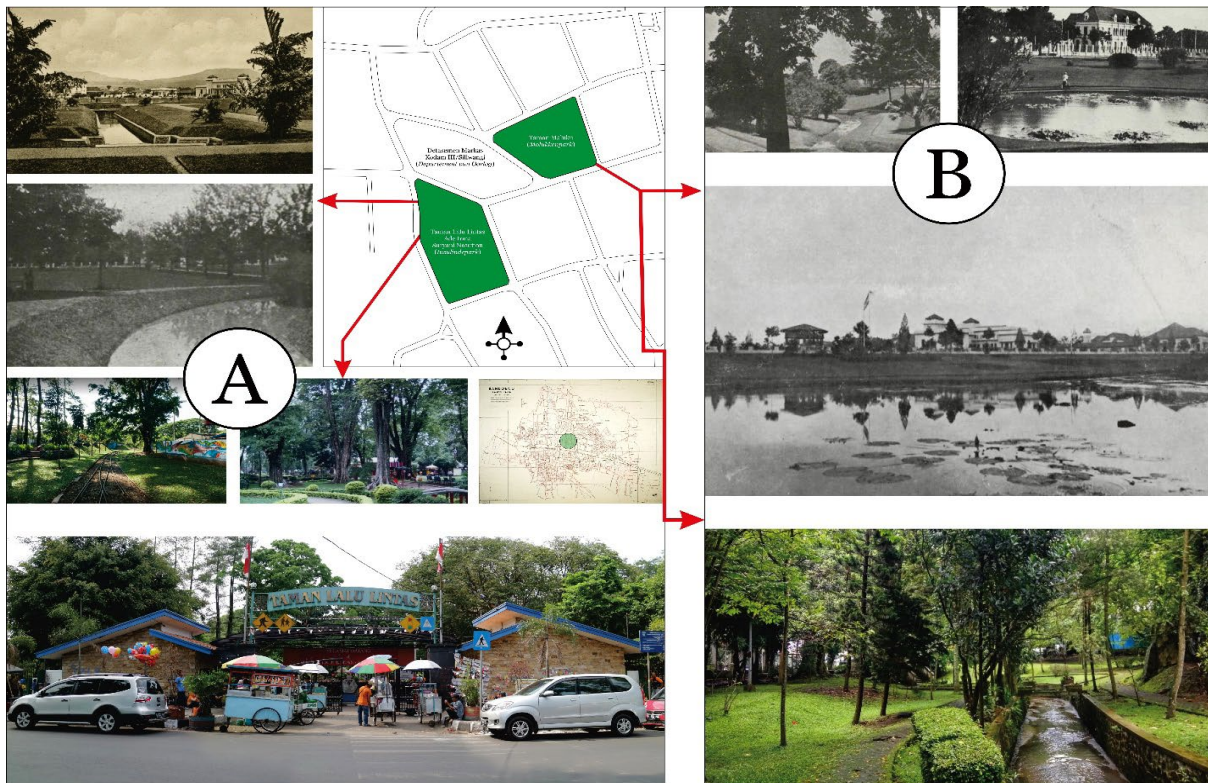 Taman Maluku
(Molukkenpark)
Detasemen Markas
Kodam III/Siliwangi
(Departement van Oorlog)
Taman Lalu Lintas
Ade Irma
Suryani Nasution
(Insulindepark)
B
A
BANDOENG
TAMAN LALU LINTAS